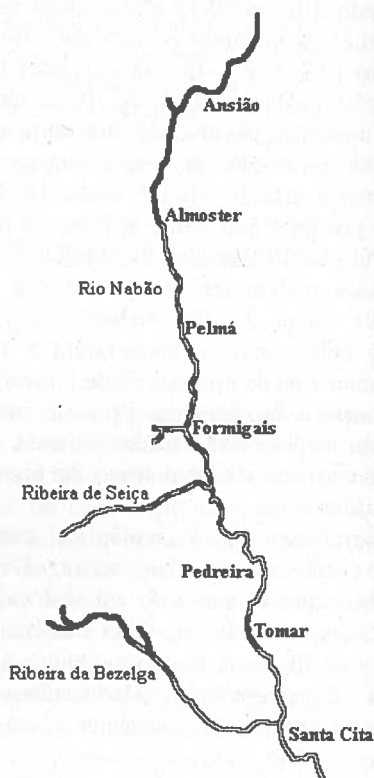 Ansião
Almoster
Rio Nabão
Pelmá
Formigais
Ribeira de Seiça
Pedreira
Tomar
Ribeira da Bezelga
Santa Cita